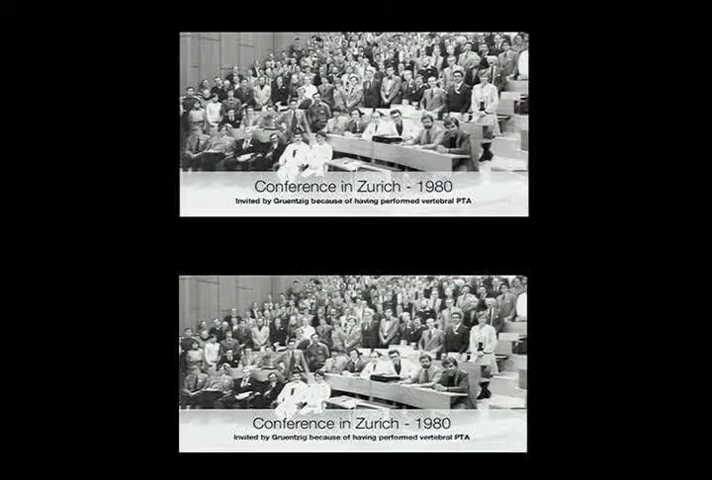 Conference in Zurich - 1980
Invited by Gruentzig because of having performed vertebral PTA
Conference in Zurich - 1980
Invited by Gruentzig because of having performed vertebral PTA